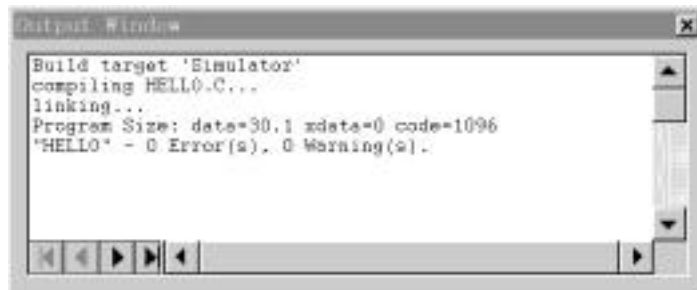 Output Window
Build target 'Simulator'
compiling HELLO.C...
linking...
Program Size: data=30.1 xdata=0 code=1096
"HELLO" - 0 Error(s), 0 Warning(s).